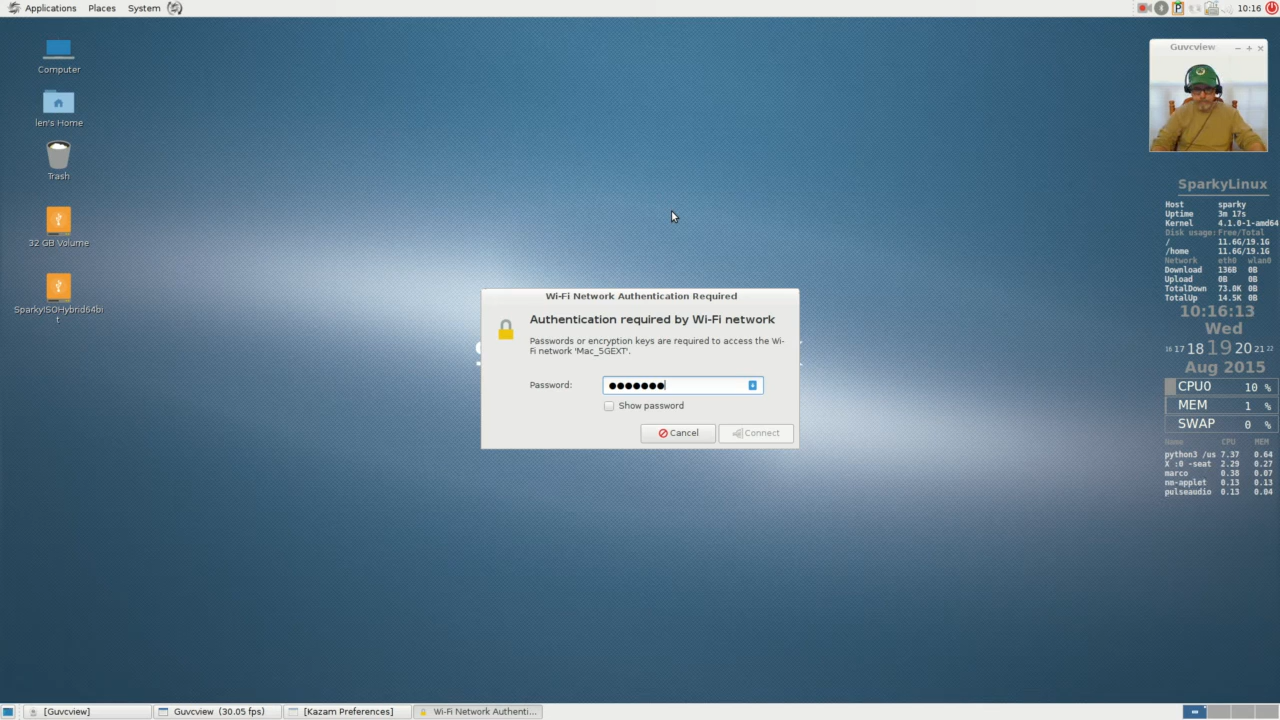 Applications Places System
10:16
Computer
len's Home
Trash
32 GB Volume
SparkyISOHybrid64bi
t
Guvcview
SparkyLinux
Host sparky
Uptime 3m 17s
Kernel 4.1.0-1-amd64
Disk usage: Free/Total
/ 11.6G/19.1G
/home 11.6G/19.1G
Network eth0 wlan0
Download 136B 0B
Upload 0B 0B
TotalDown 73.0K 0B
TotalUp 14.5K 0B
10:16:13
Wed
16 17 18 19 20 21 22
Aug 2015
CPU0 10 %
MEM 1 %
SWAP 0 %
Name CPU MEM
python3 /us 7.37 0.64
X :0 -seat 2.29 0.27
marco 0.38 0.07
nm-applet 0.13 0.13
pulseaudio 0.13 0.04
Wi-Fi Network Authentication Required
Authentication required by Wi-Fi network
Passwords or encryption keys are required to access the Wi-
Fi network 'Mac_5GEXT'.
Password: ●●●●●●●
Show password
Cancel Connect
[Guvcview] Guvcview (30.05 fps) [Kazam Preferences] Wi-Fi Network Authenti...